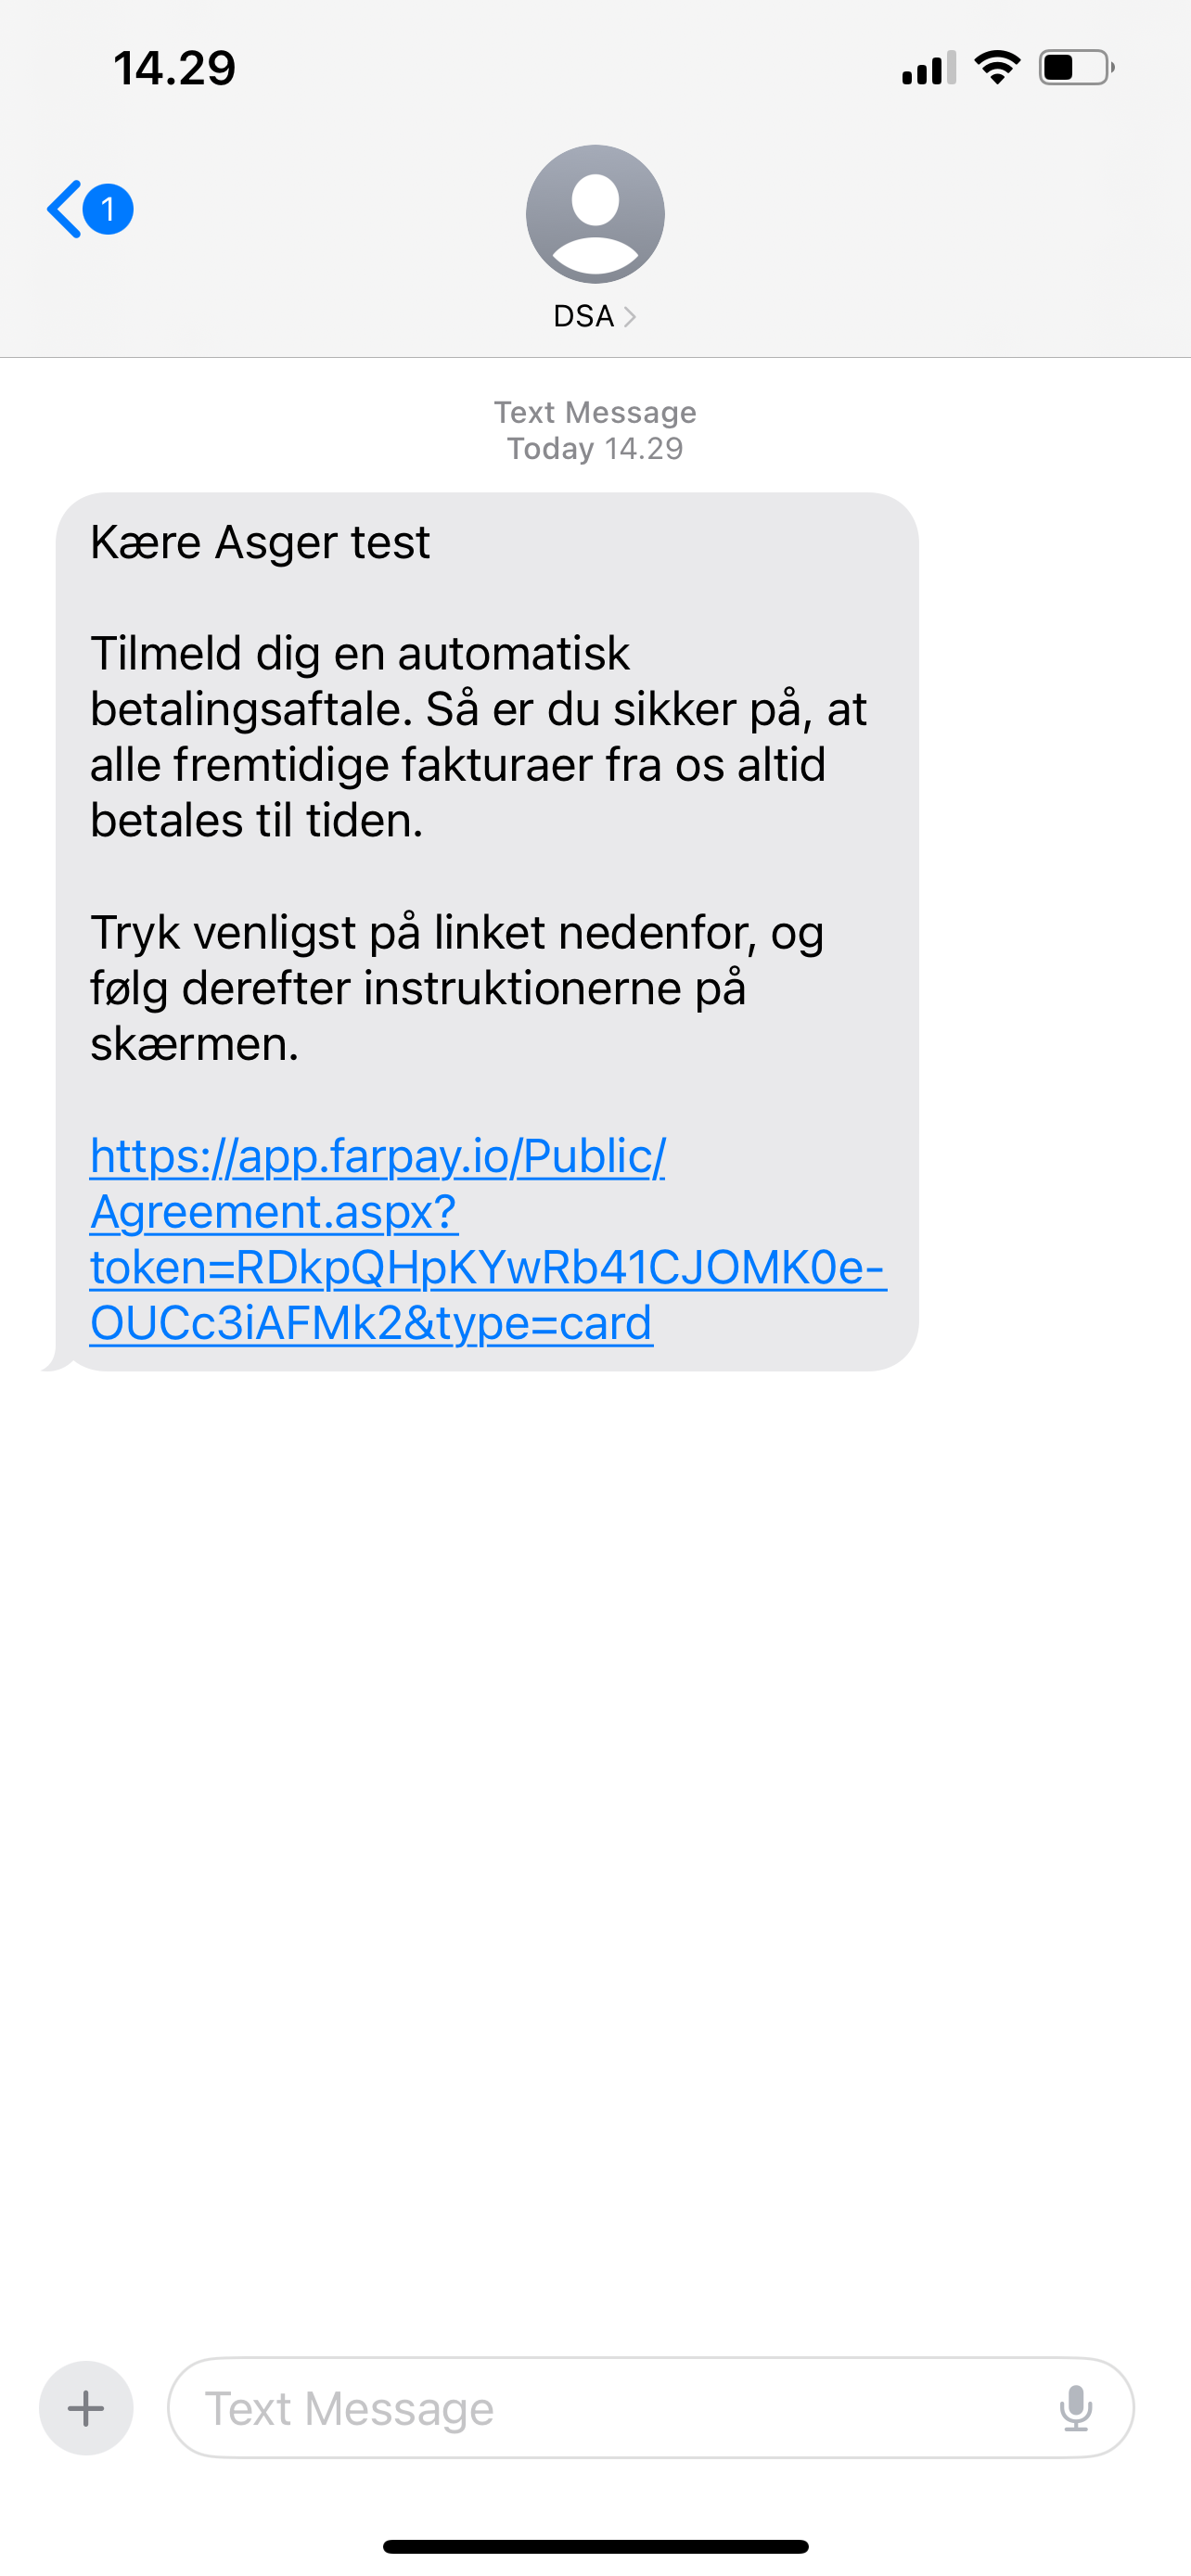 14.29
1
DSA
Text Message
Today 14.29
Kære Asger test
Tilmeld dig en automatisk
betalingsaftale. Så er du sikker på, at
alle fremtidige fakturaer fra os altid
betales til tiden.
Tryk venligst på linket nedenfor, og
følg derefter instruktionerne på
skærmen.
https://app.farpay.io/Public/
Agreement.aspx?
token=RDkpQHpKYwRb41CJOMK0e-
OUCc3iAFMk2&type=card
Text Message